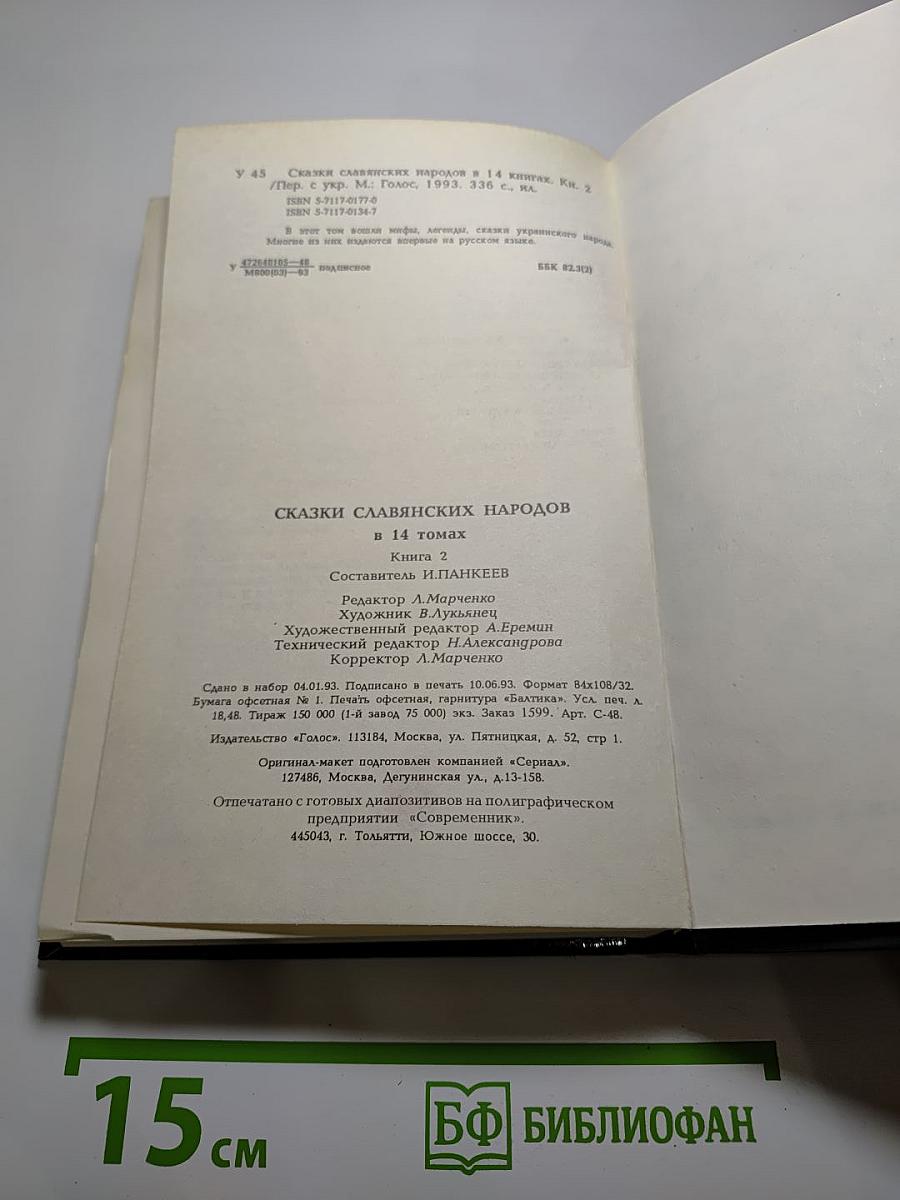 У 45 Сказки славянских народов в 14 книгах. Кн. 2
/Пер. с укр. М.: Голос, 1993. 336 с., ил.
ISBN 5-7117-0177-0
ISBN 5-7117-0134-7
В этот том вошли мифы, легенды, сказки украинского народа.
Многие из них издаются впервые на русском языке.
У 472640105—48 подписное ББК 82.3(2)
М800(03)—93
СКАЗКИ СЛАВЯНСКИХ НАРОДОВ
в 14 томах
Книга 2
Составитель И.ПАНКЕЕВ
Редактор Л.Марченко
Художник В.Лукьянец
Художественный редактор А.Еремин
Технический редактор Н.Александрова
Корректор Л.Марченко
Сдано в набор 04.01.93. Подписано в печать 10.06.93. Формат 84х108/32.
Бумага офсетная № 1. Печать офсетная, гарнитура «Балтика». Усл. печ. л.
18,48. Тираж 150 000 (1-й завод 75 000) экз. Заказ 1599. Арт. С-48.
Издательство «Голос». 113184, Москва, ул. Пятницкая, д. 52, стр 1.
Оригинал-макет подготовлен компанией «Сериал».
127486, Москва, Дегунинская ул., д.13-158.
Отпечатано с готовых диапозитивов на полиграфическом
предприятии «Современник».
445043, г. Тольятти, Южное шоссе, 30.
15 см
БФ БИБЛИОФАН